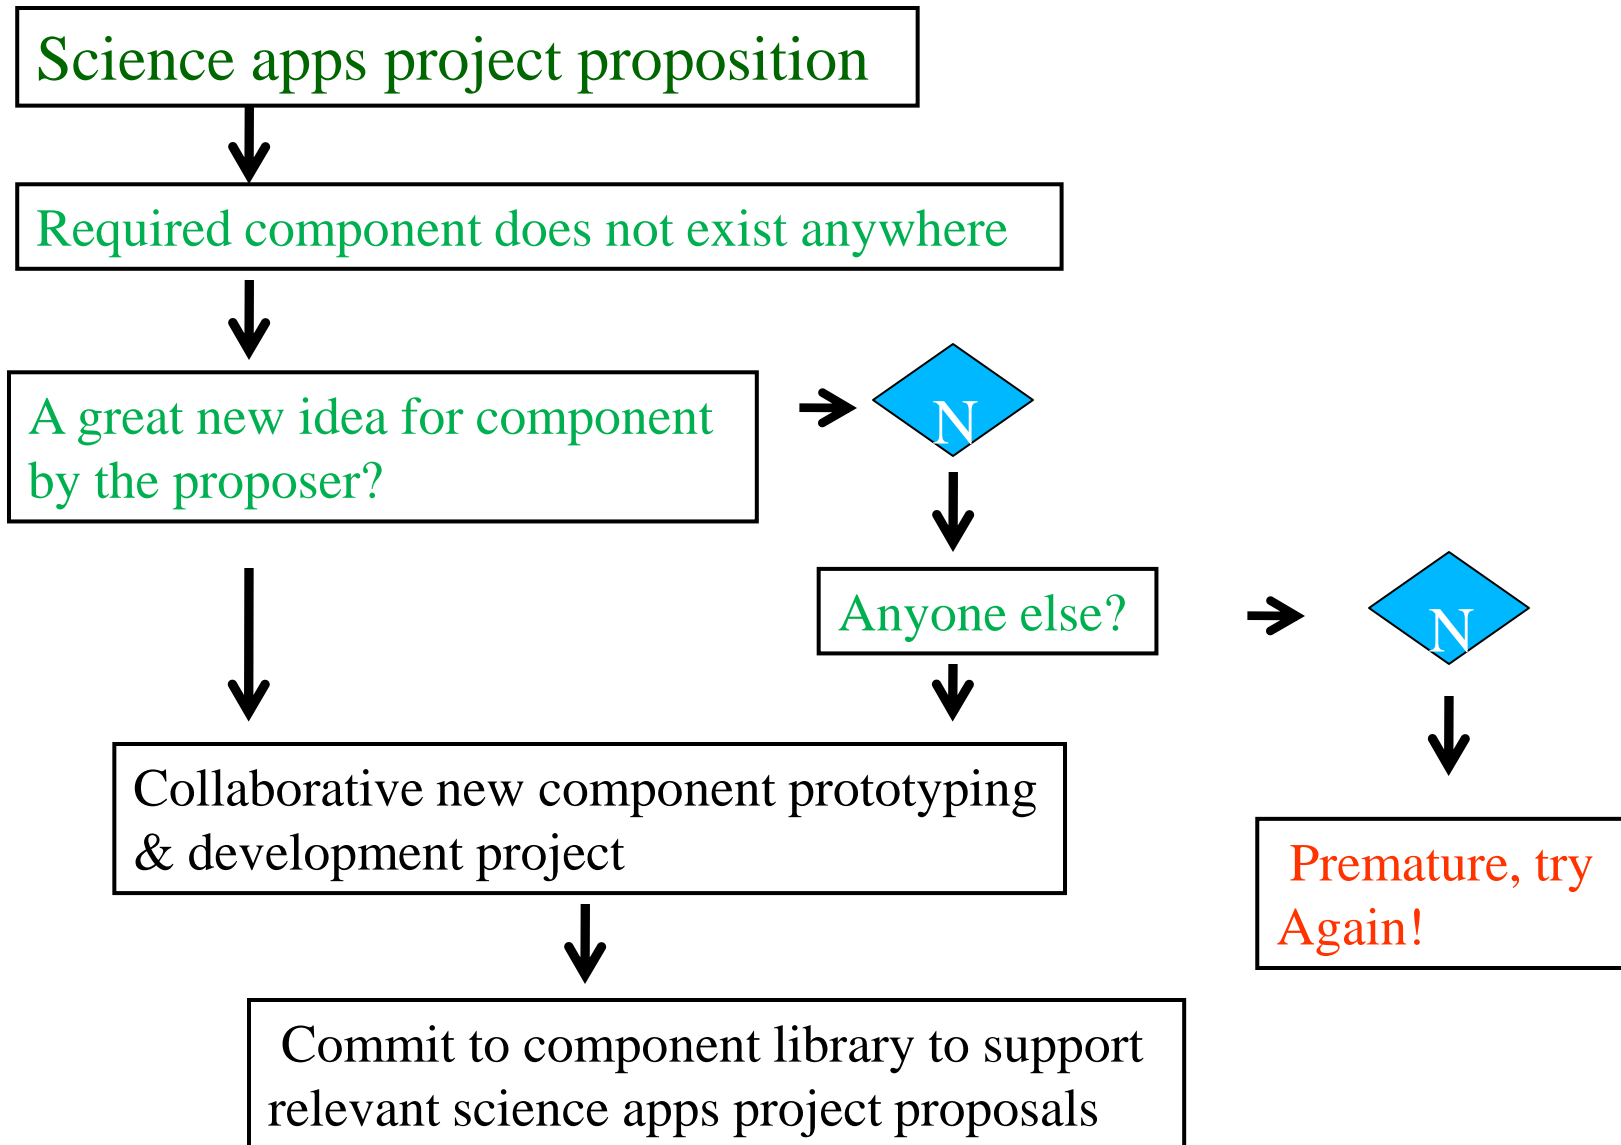 Science apps project proposition
Required component does not exist anywhere
A great new idea for component
by the proposer?
N
Anyone else?
N
Collaborative new component prototyping
& development project
Premature, try
Again!
Commit to component library to support
relevant science apps project proposals